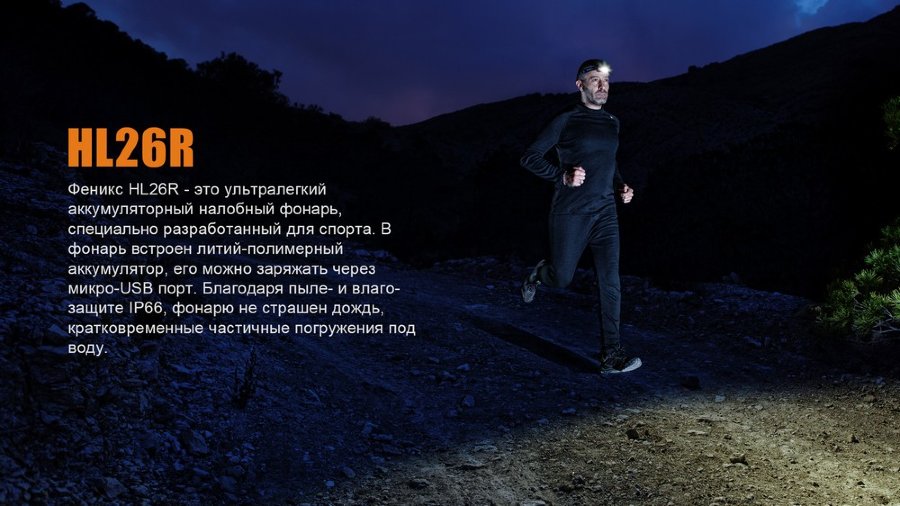 HL26R
Феникс HL26R - это ультралегкий
аккумуляторный налобный фонарь,
специально разработанный для спорта. В
фонарь встроен литий-полимерный
аккумулятор, его можно заряжать через
микро-USB порт. Благодаря пыле- и влаго-
защите IP66, фонарю не страшен дождь,
кратковременные частичные погружения под
воду.